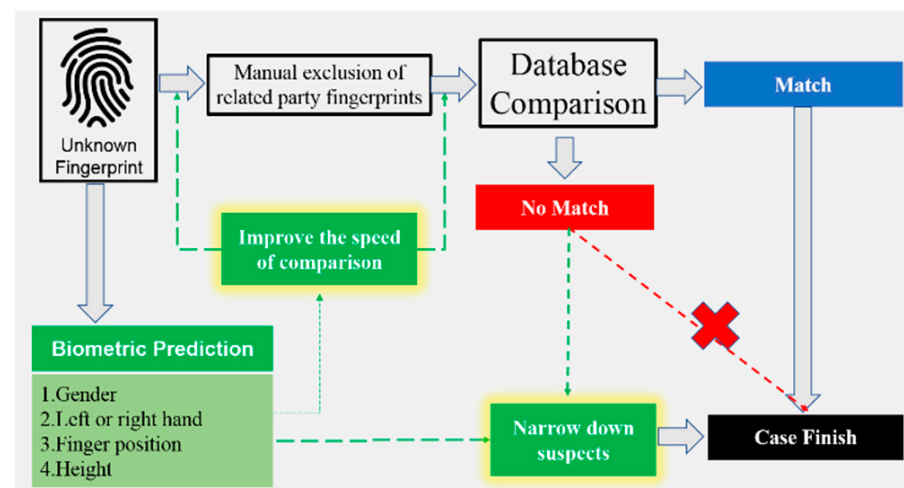 Unknown
Fingerprint
Manual exclusion of
related party fingerprints
Database
Comparison
Match
No Match
Improve the speed
of comparison
Biometric Prediction
1.Gender
2.Left or right hand
3.Finger position
4.Height
Narrow down
suspects
Case Finish